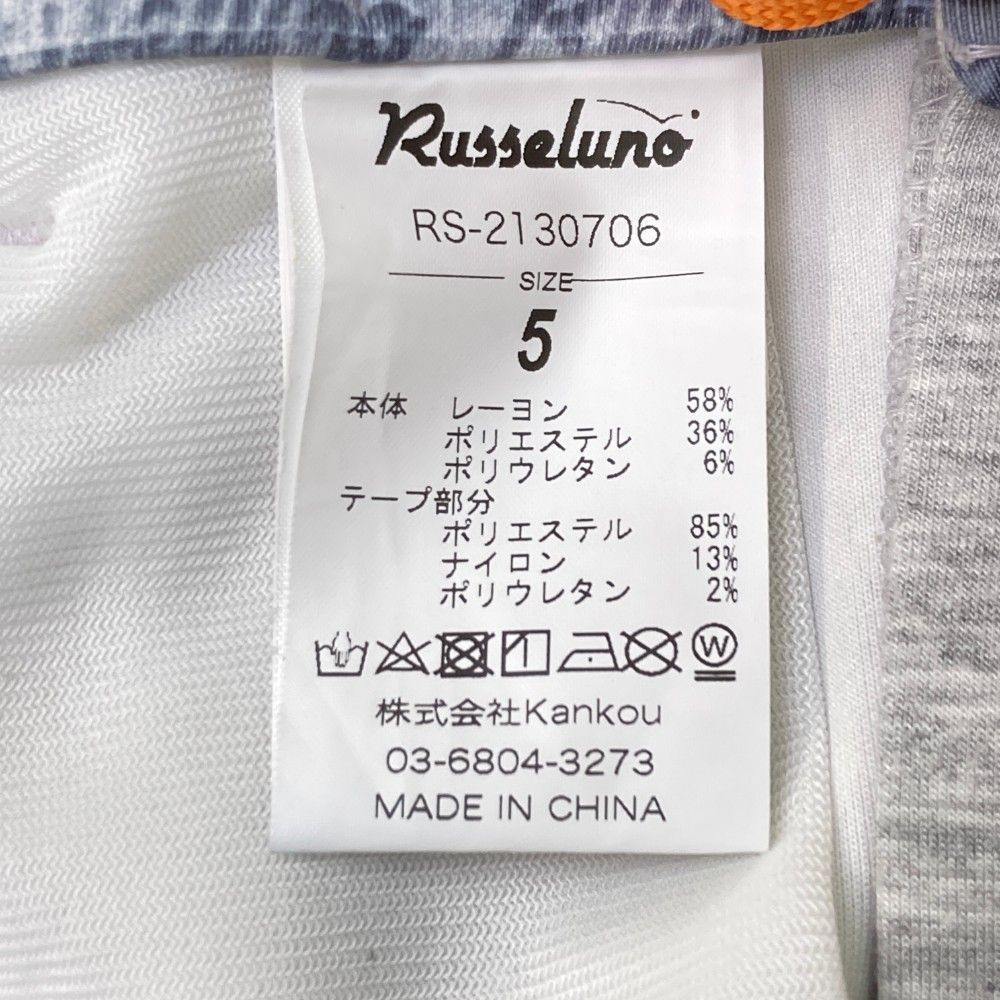 Russeluno
RS-2130706
SIZE
5
本体 レーヨン 58%
ポリエステル 36%
ポリウレタン 6%
テープ部分
ポリエステル 85%
ナイロン 13%
ポリウレタン 2%
W
株式会社Kankou
03-6804-3273
MADE IN CHINA